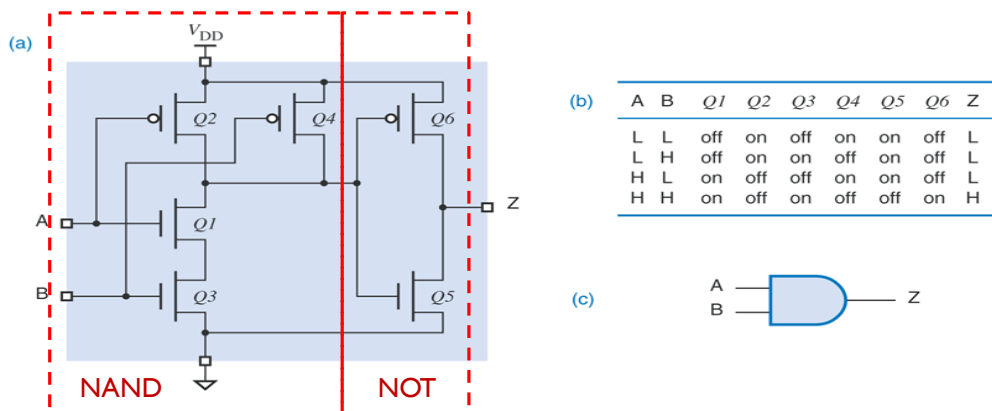 (a)
V_DD
Q2
Q4
Q6
A
Q1
Z
B
Q3
Q5
NAND
NOT
(b)
A B Q1 Q2 Q3 Q4 Q5 Q6 Z
L L off on off on on off L
L H off on on off on off L
H L on off off on on off L
H H on off on off off on H
(c)
A
B
Z